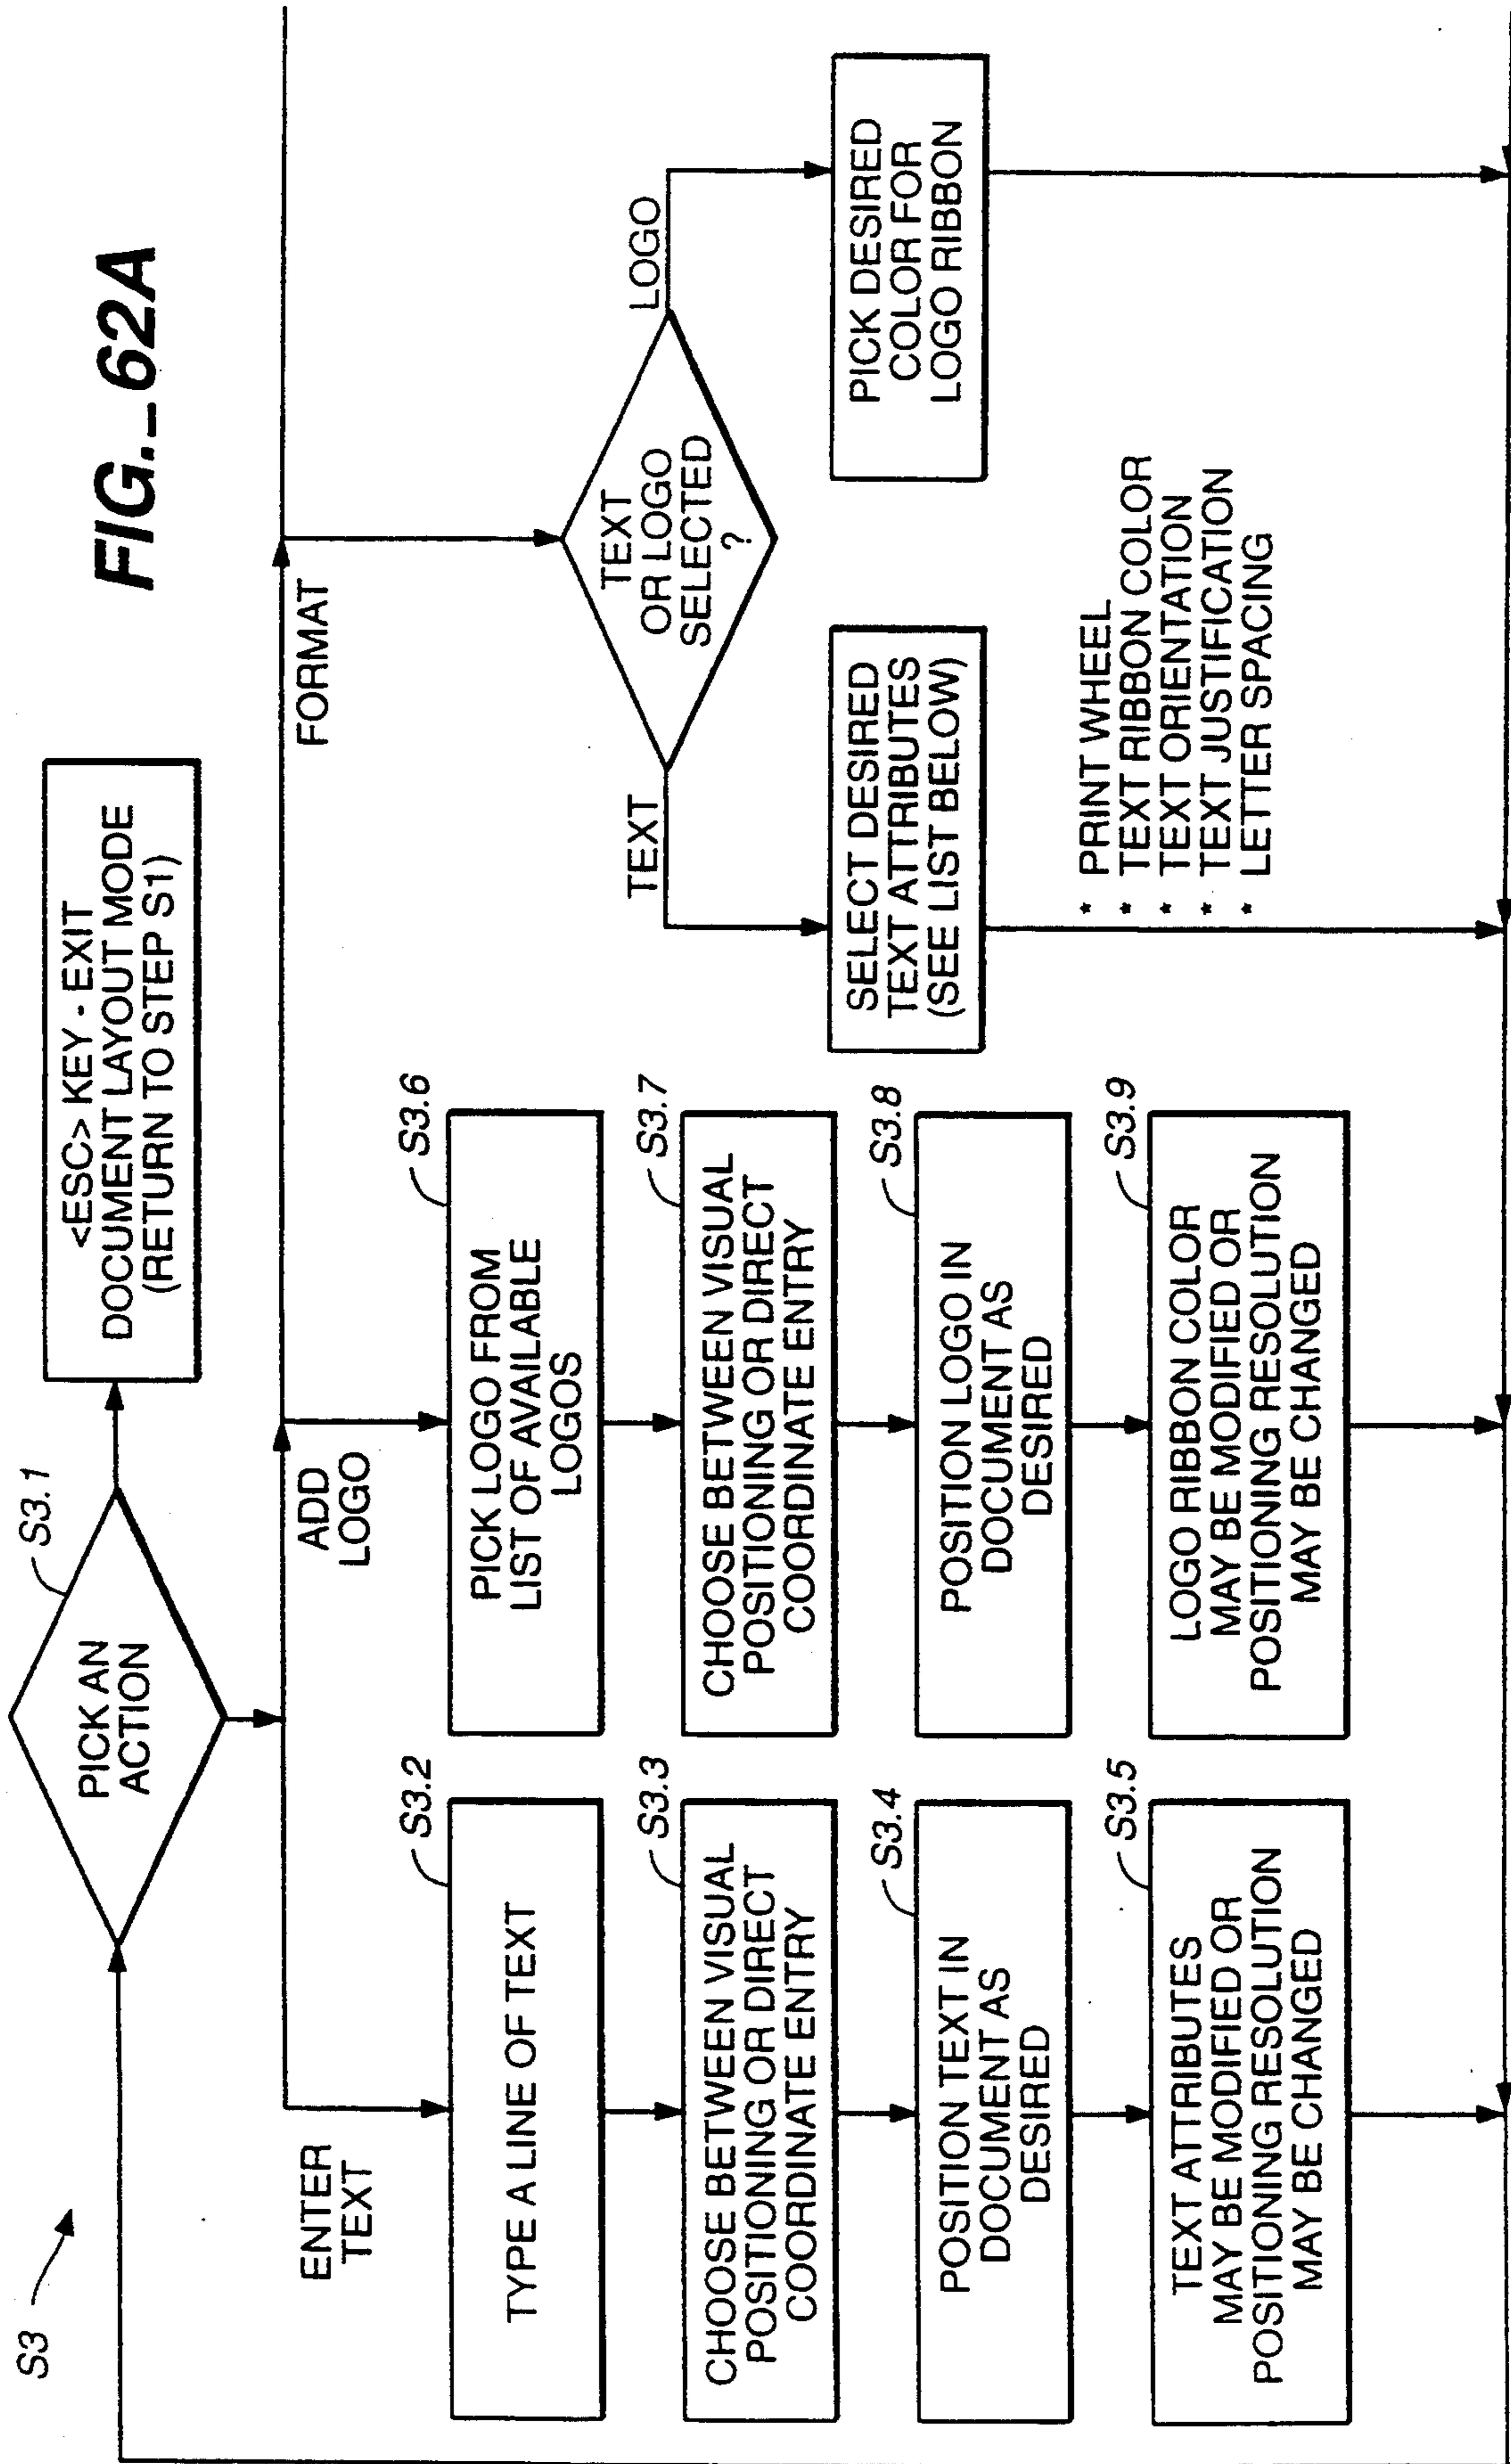 FIG._62A
S3
S3.1
PICK AN
ACTION
<ESC> KEY - EXIT
DOCUMENT LAYOUT MODE
(RETURN TO STEP S1)
ENTER
TEXT
S3.2
TYPE A LINE OF TEXT
S3.3
CHOOSE BETWEEN VISUAL
POSITIONING OR DIRECT
COORDINATE ENTRY
S3.4
POSITION TEXT IN
DOCUMENT AS
DESIRED
S3.5
TEXT ATTRIBUTES
MAY BE MODIFIED OR
POSITIONING RESOLUTION
MAY BE CHANGED
ADD
LOGO
S3.6
PICK LOGO FROM
LIST OF AVAILABLE
LOGOS
S3.7
CHOOSE BETWEEN VISUAL
POSITIONING OR DIRECT
COORDINATE ENTRY
S3.8
POSITION LOGO IN
DOCUMENT AS
DESIRED
S3.9
LOGO RIBBON COLOR
MAY BE MODIFIED OR
POSITIONING RESOLUTION
MAY BE CHANGED
FORMAT
TEXT
OR LOGO
SELECTED
?
TEXT
SELECT DESIRED
TEXT ATTRIBUTES
(SEE LIST BELOW)
* PRINT WHEEL
* TEXT RIBBON COLOR
* TEXT ORIENTATION
* TEXT JUSTIFICATION
* LETTER SPACING
LOGO
PICK DESIRED
COLOR FOR
LOGO RIBBON